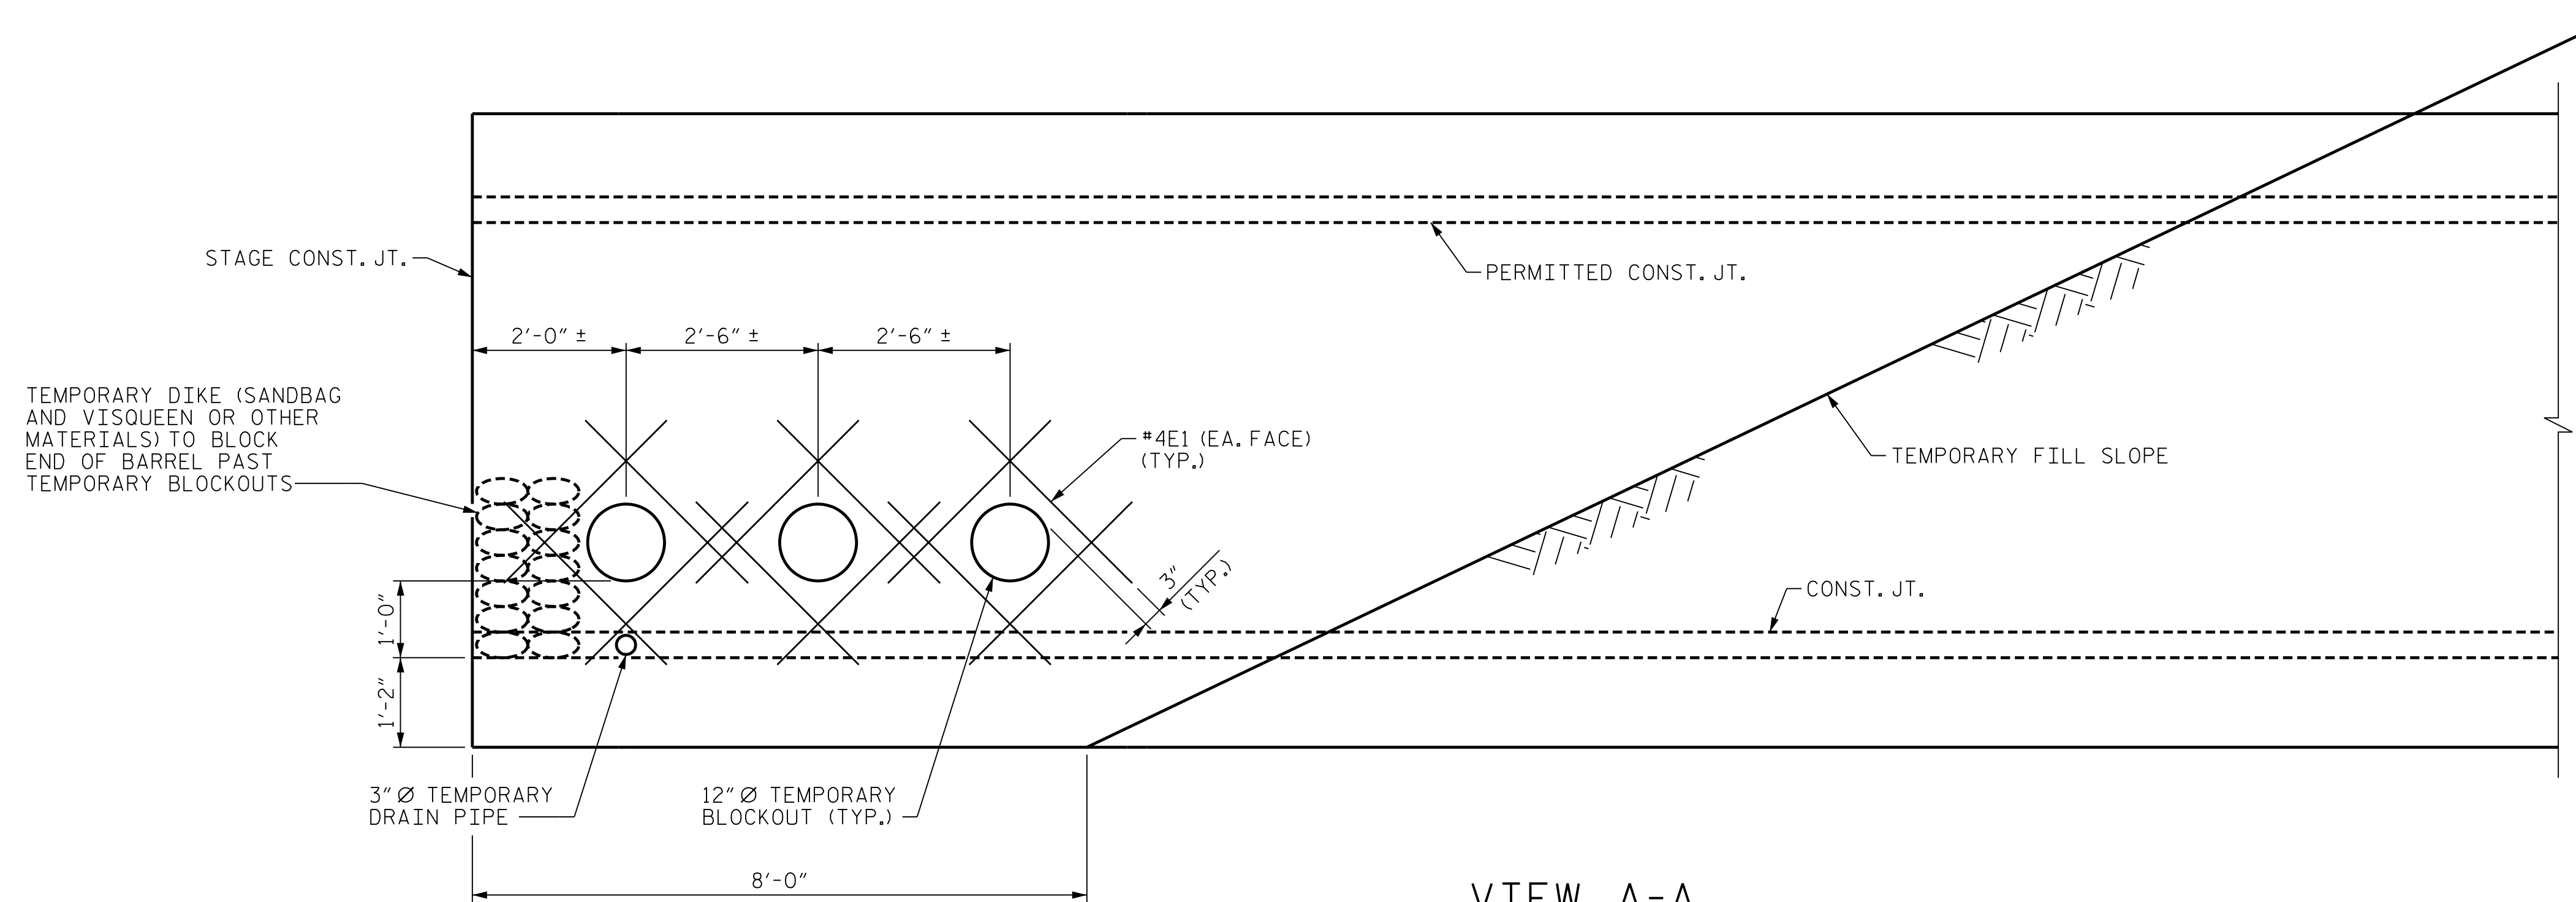 STAGE CONST. JT.
PERMITTED CONST. JT.
2'-0" ±
2'-6" ±
2'-6" ±
TEMPORARY DIKE (SANDBAG
AND VISQUEEN OR OTHER
MATERIALS) TO BLOCK
END OF BARREL PAST
TEMPORARY BLOCKOUTS
#4E1 (EA. FACE)
(TYP.)
TEMPORARY FILL SLOPE
3"
(TYP.)
CONST. JT.
1'-0"
1'-2"
3" Ø TEMPORARY
DRAIN PIPE
12" Ø TEMPORARY
BLOCKOUT (TYP.)
8'-0"
VIEW A-A